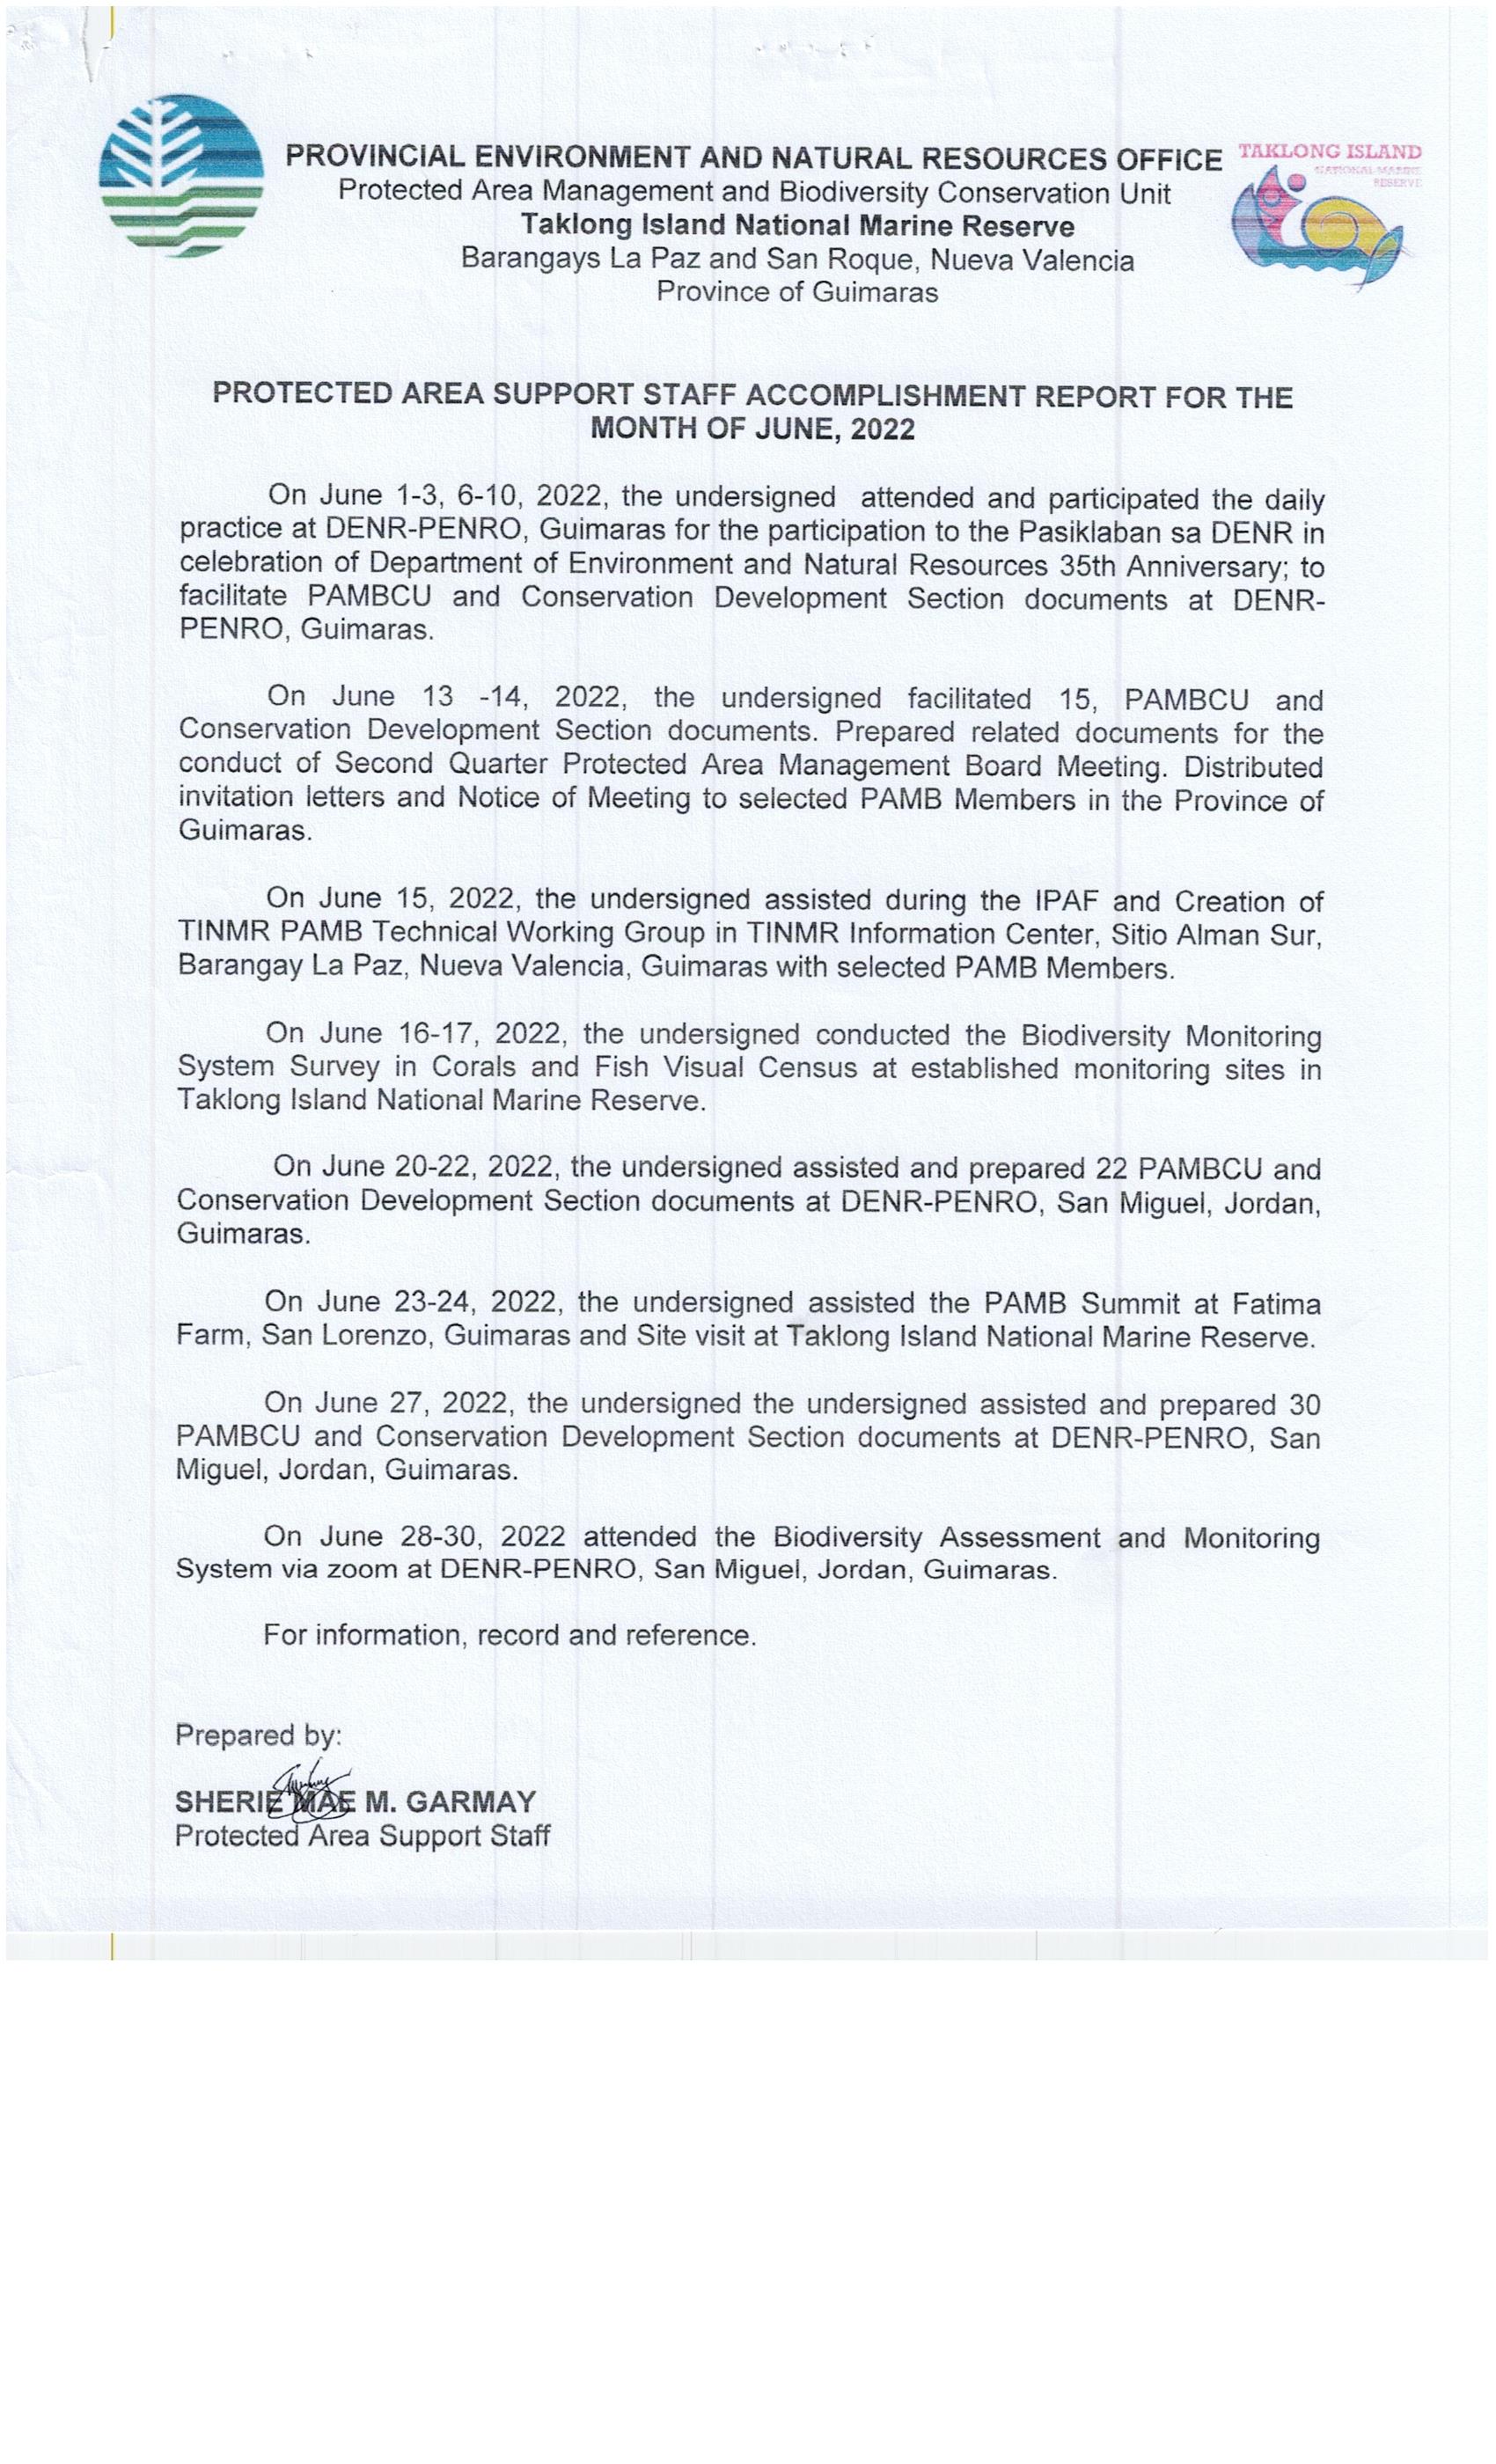 PROVINCIAL ENVIRONMENT AND NATURAL RESOURCES OFFICE
TAKLONG ISLAND
NATIONAL MARINE
RESERVE
Protected Area Management and Biodiversity Conservation Unit
Taklong Island National Marine Reserve
Barangays La Paz and San Roque, Nueva Valencia
Province of Guimaras
PROTECTED AREA SUPPORT STAFF ACCOMPLISHMENT REPORT FOR THE
MONTH OF JUNE, 2022
On June 1-3, 6-10, 2022, the undersigned attended and participated the daily
practice at DENR-PENRO, Guimaras for the participation to the Pasiklaban sa DENR in
celebration of Department of Environment and Natural Resources 35th Anniversary; to
facilitate PAMBCU and Conservation Development Section documents at DENR-
PENRO, Guimaras.
On June 13 -14, 2022, the undersigned facilitated 15, PAMBCU and
Conservation Development Section documents. Prepared related documents for the
conduct of Second Quarter Protected Area Management Board Meeting. Distributed
invitation letters and Notice of Meeting to selected PAMB Members in the Province of
Guimaras.
On June 15, 2022, the undersigned assisted during the IPAF and Creation of
TINMR PAMB Technical Working Group in TINMR Information Center, Sitio Alman Sur,
Barangay La Paz, Nueva Valencia, Guimaras with selected PAMB Members.
On June 16-17, 2022, the undersigned conducted the Biodiversity Monitoring
System Survey in Corals and Fish Visual Census at established monitoring sites in
Taklong Island National Marine Reserve.
On June 20-22, 2022, the undersigned assisted and prepared 22 PAMBCU and
Conservation Development Section documents at DENR-PENRO, San Miguel, Jordan,
Guimaras.
On June 23-24, 2022, the undersigned assisted the PAMB Summit at Fatima
Farm, San Lorenzo, Guimaras and Site visit at Taklong Island National Marine Reserve.
On June 27, 2022, the undersigned the undersigned assisted and prepared 30
PAMBCU and Conservation Development Section documents at DENR-PENRO, San
Miguel, Jordan, Guimaras.
On June 28-30, 2022 attended the Biodiversity Assessment and Monitoring
System via zoom at DENR-PENRO, San Miguel, Jordan, Guimaras.
For information, record and reference.
Prepared by:
SHERIE MAE M. GARMAY
Protected Area Support Staff